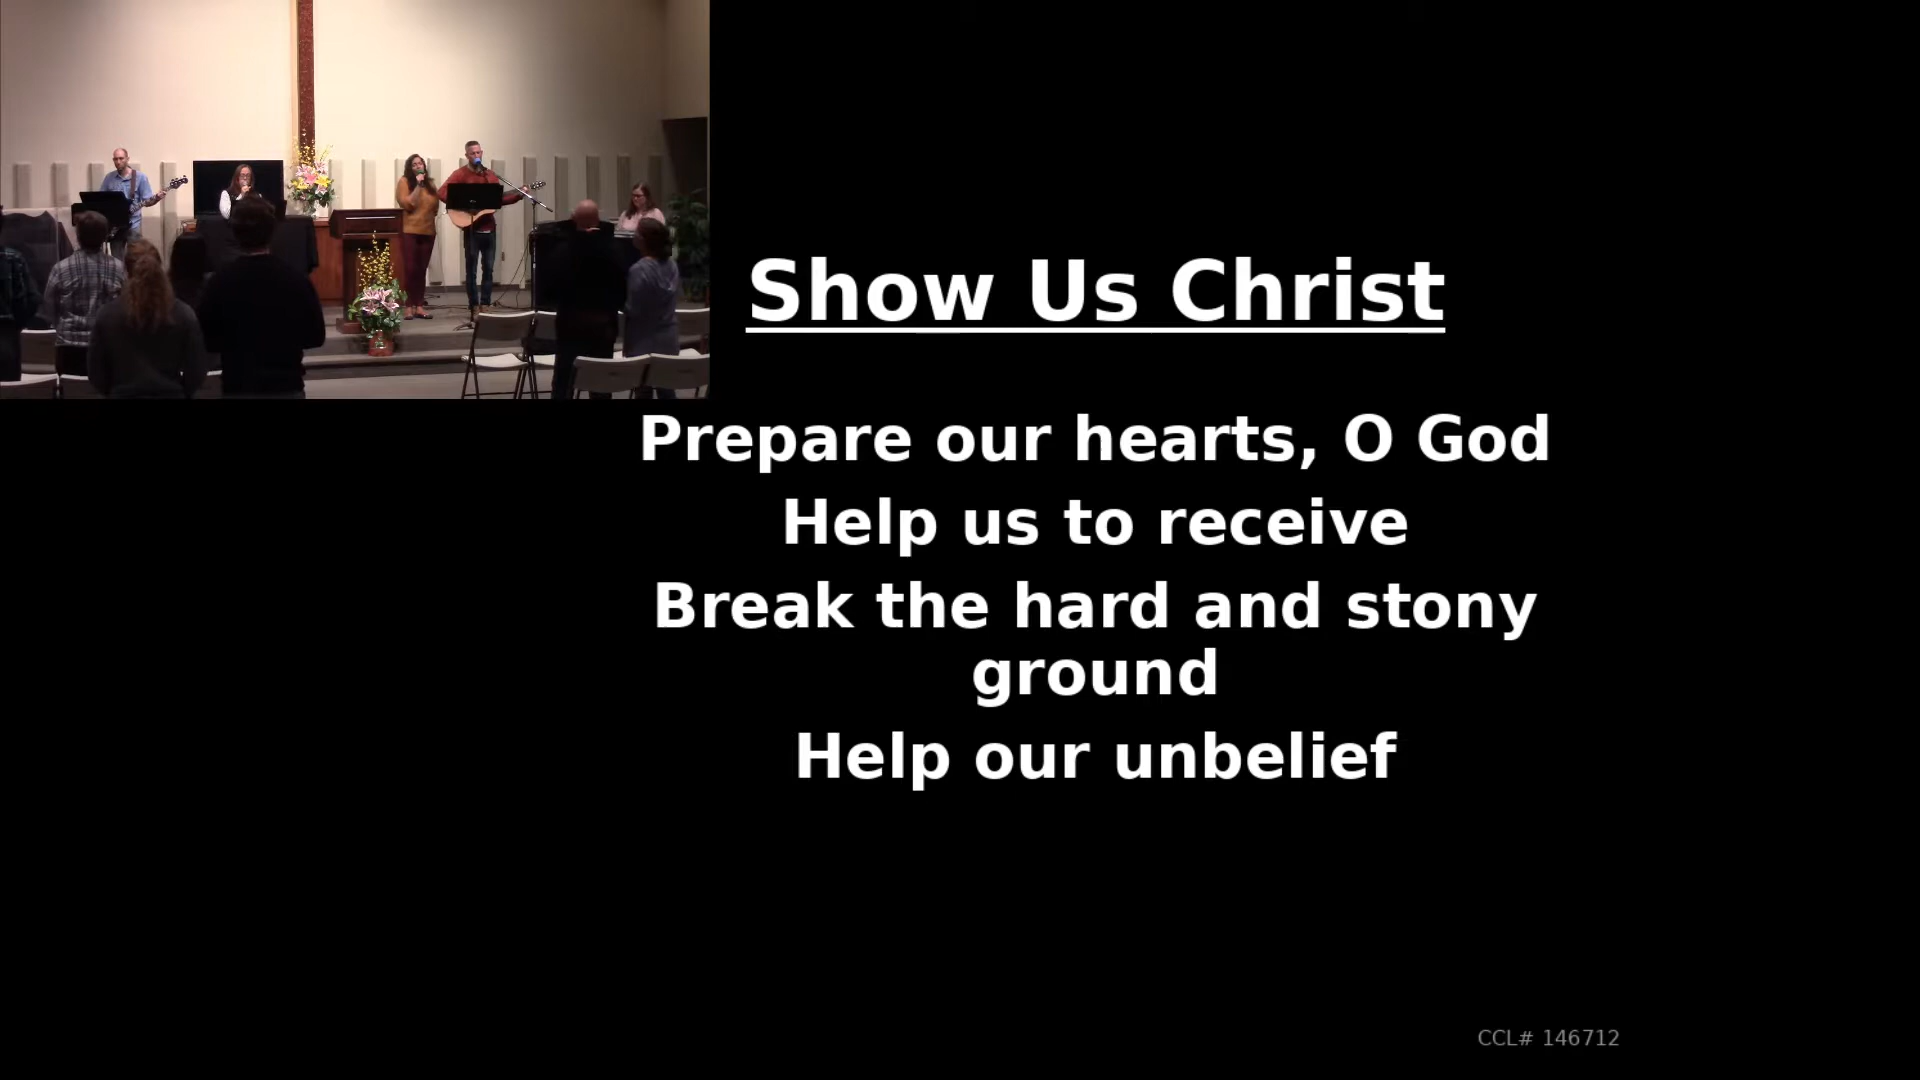 Show Us Christ
Prepare our hearts, O God
Help us to receive
Break the hard and stony
ground
Help our unbelief
CCL# 146712